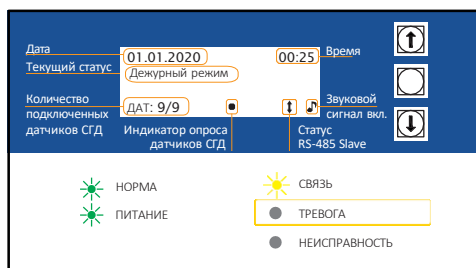 Дата
01.01.2020
00:25
Время
Текущий статус
Дежурный режим
Количество
подключенных
датчиков СГД
ДАТ: 9/9
Звуковой
сигнал вкл.
Индикатор опроса
датчиков СГД
Статус
RS-485 Slave
НОРМА
СВЯЗЬ
ПИТАНИЕ
ТРЕВОГА
НЕИСПРАВНОСТЬ